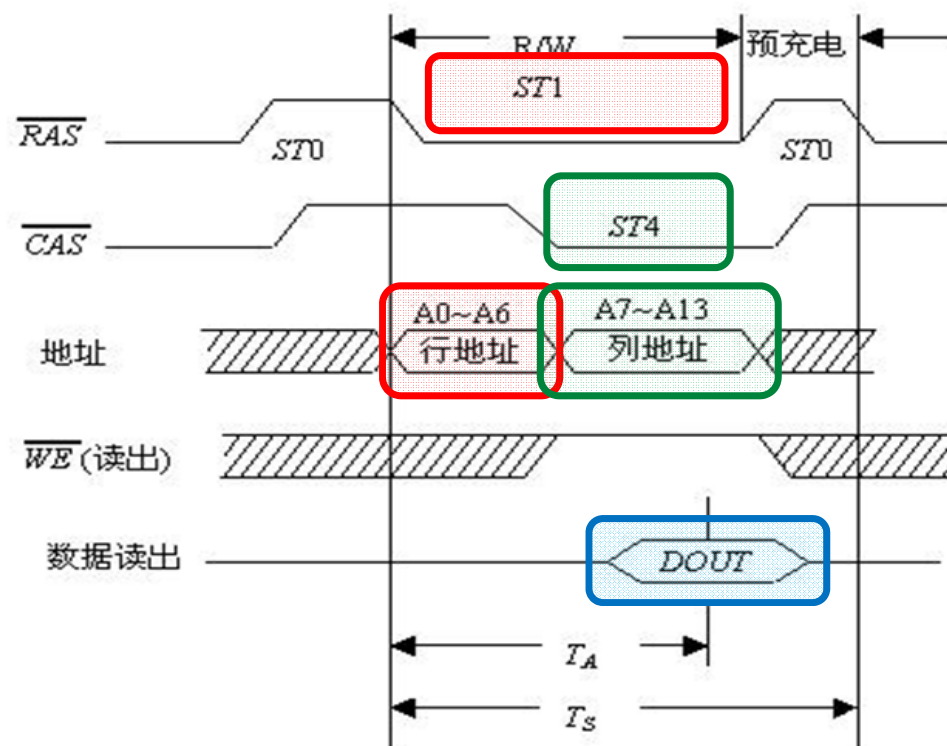 R/W 预充电
ST1
RAS
ST0 ST0
CAS ST4
A0~A6 A7~A13
地址 行地址 列地址
WE (读出)
数据读出 DOUT
TA
TS